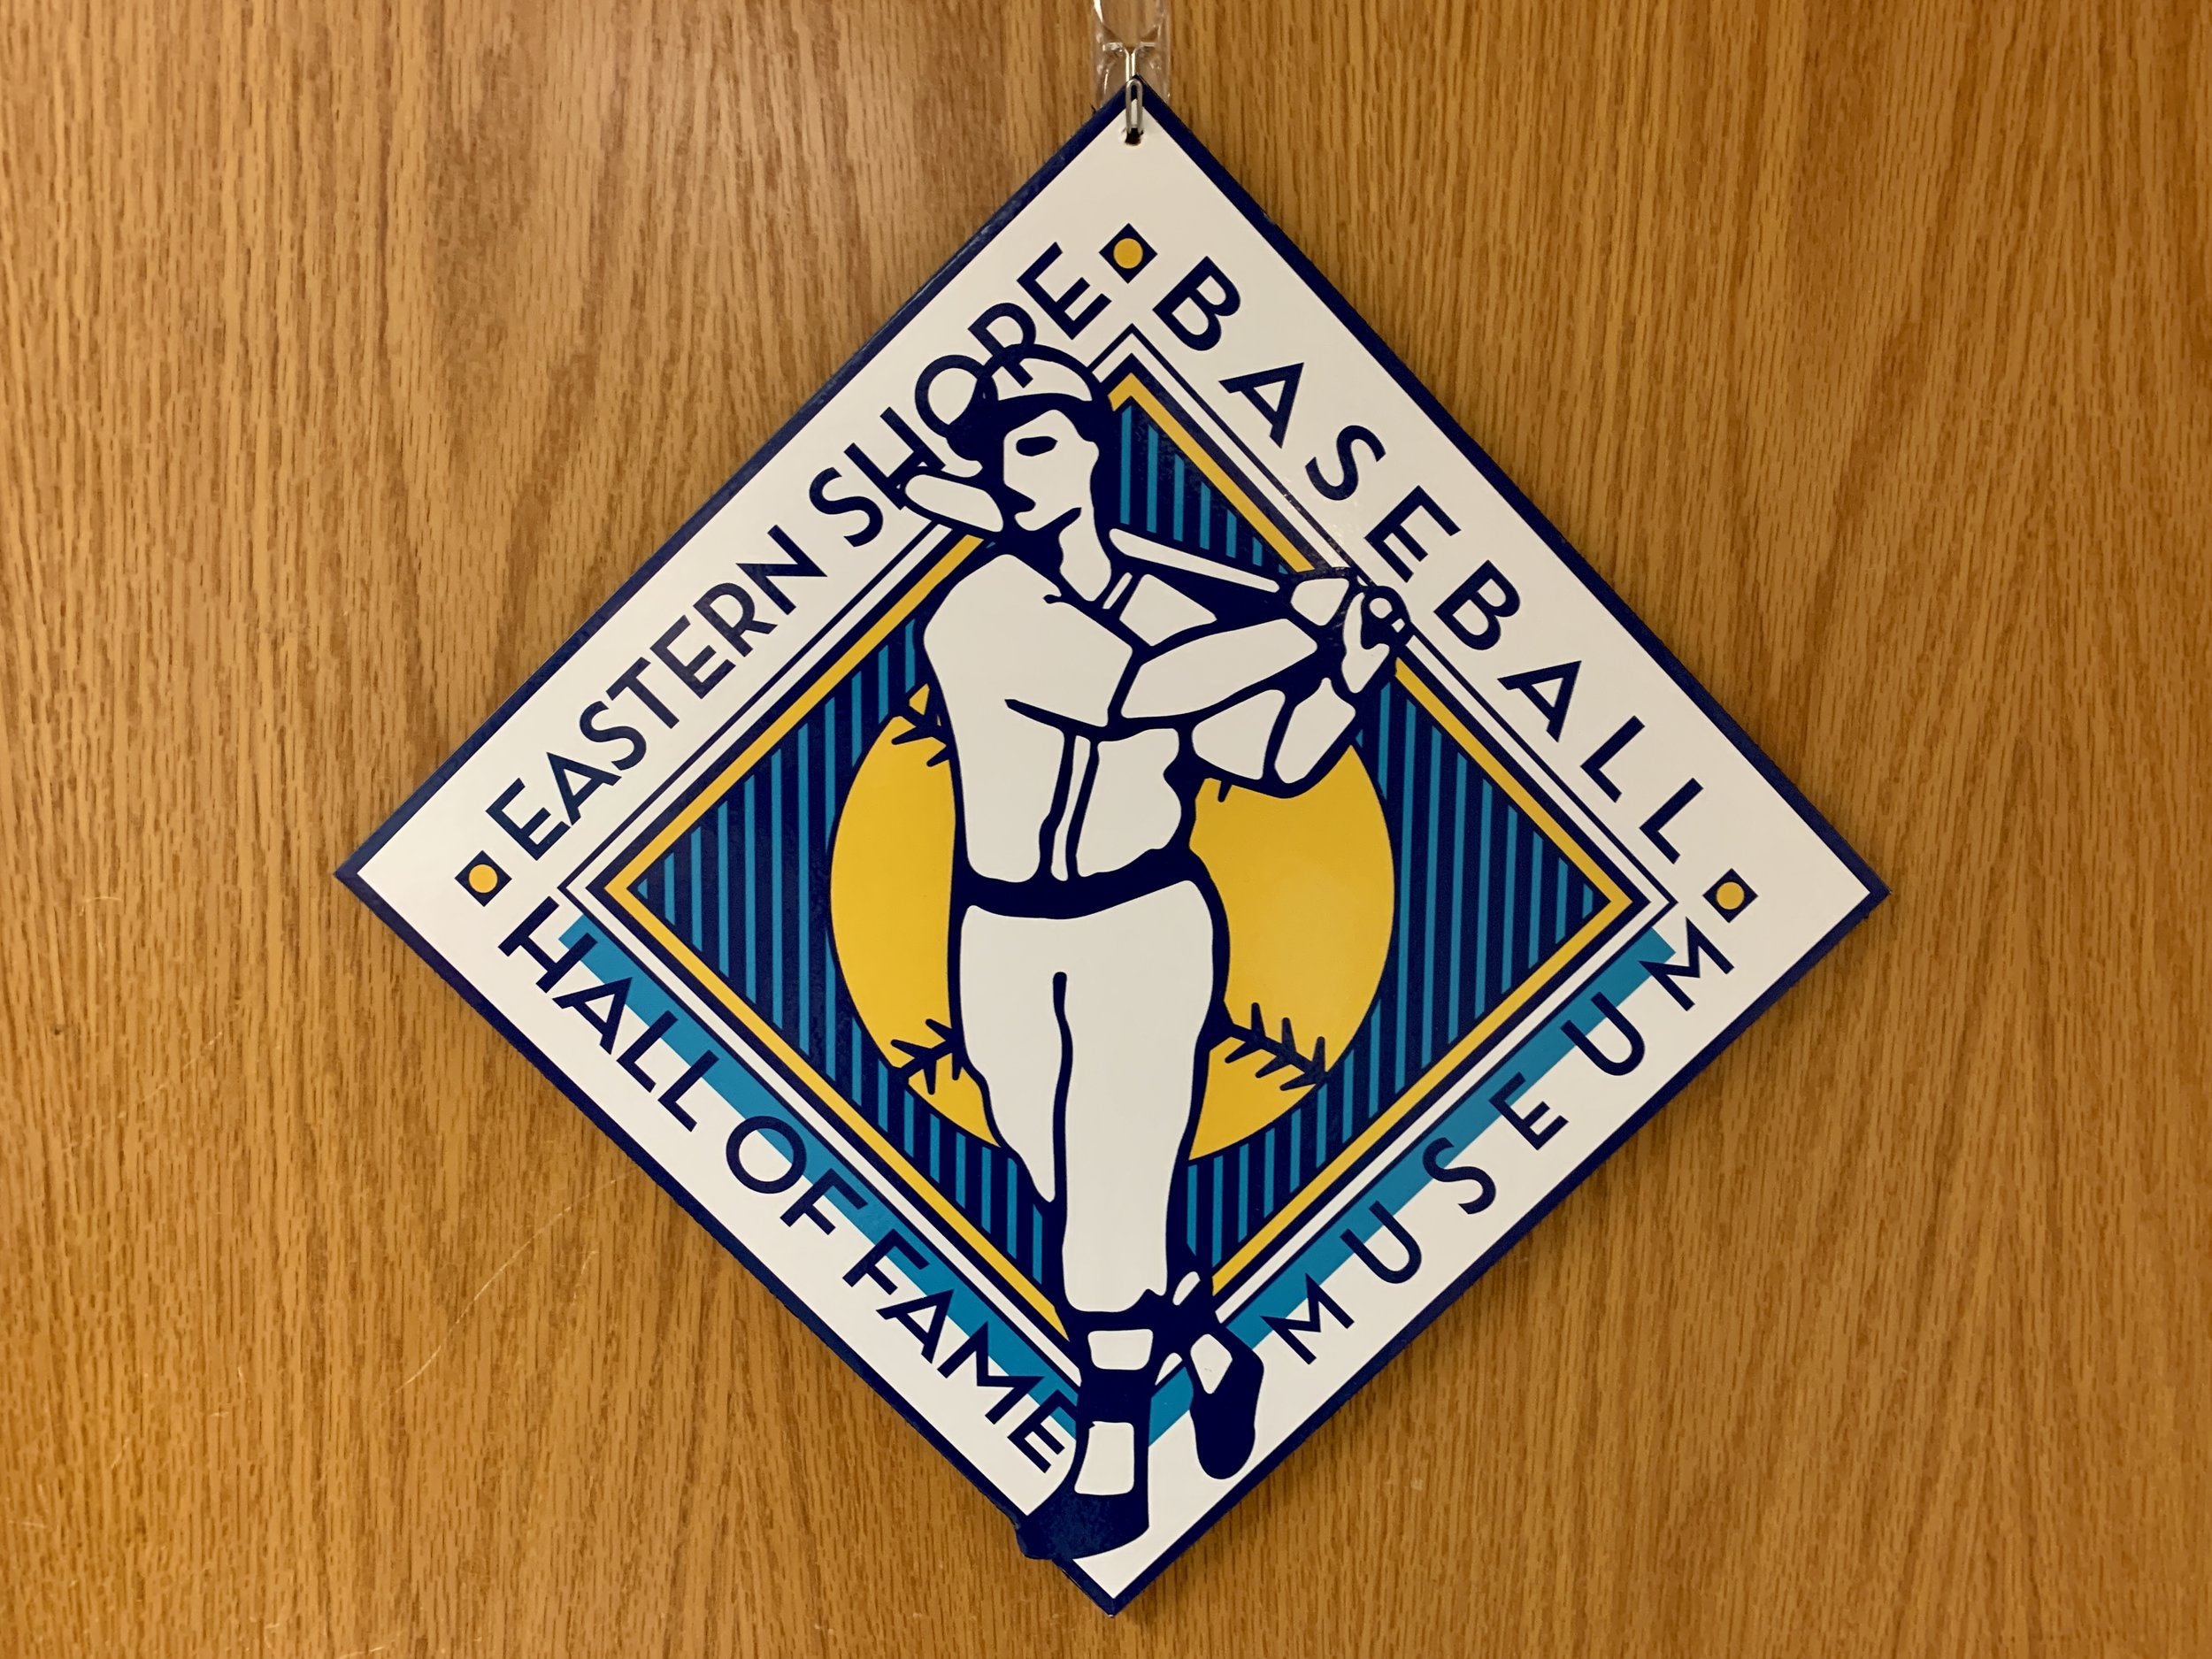 EASTERN SHORE
BASEBALL
HALL OF FAME
MUSEUM